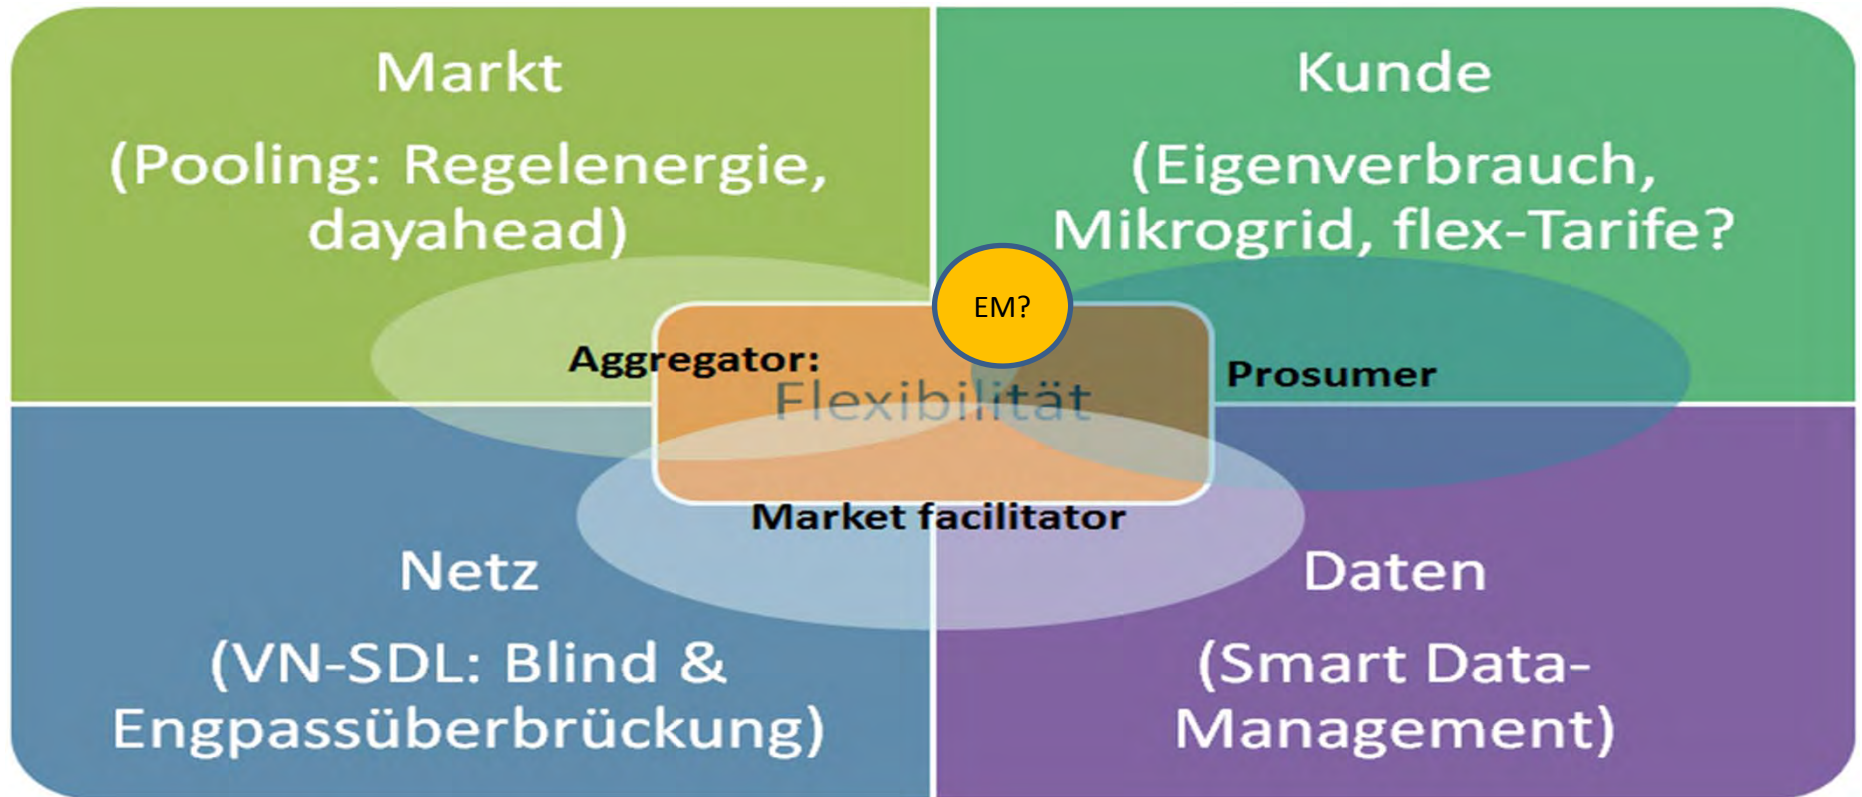 Markt
(Pooling: Regelenergie,
dayahead)
Kunde
(Eigenverbrauch,
Mikrogrid, flex-Tarife?
EM?
Aggregator:
Prosumer
Flexibilität
Market facilitator
Netz
(VN-SDL: Blind &
Engpassüberbrückung)
Daten
(Smart Data-
Management)